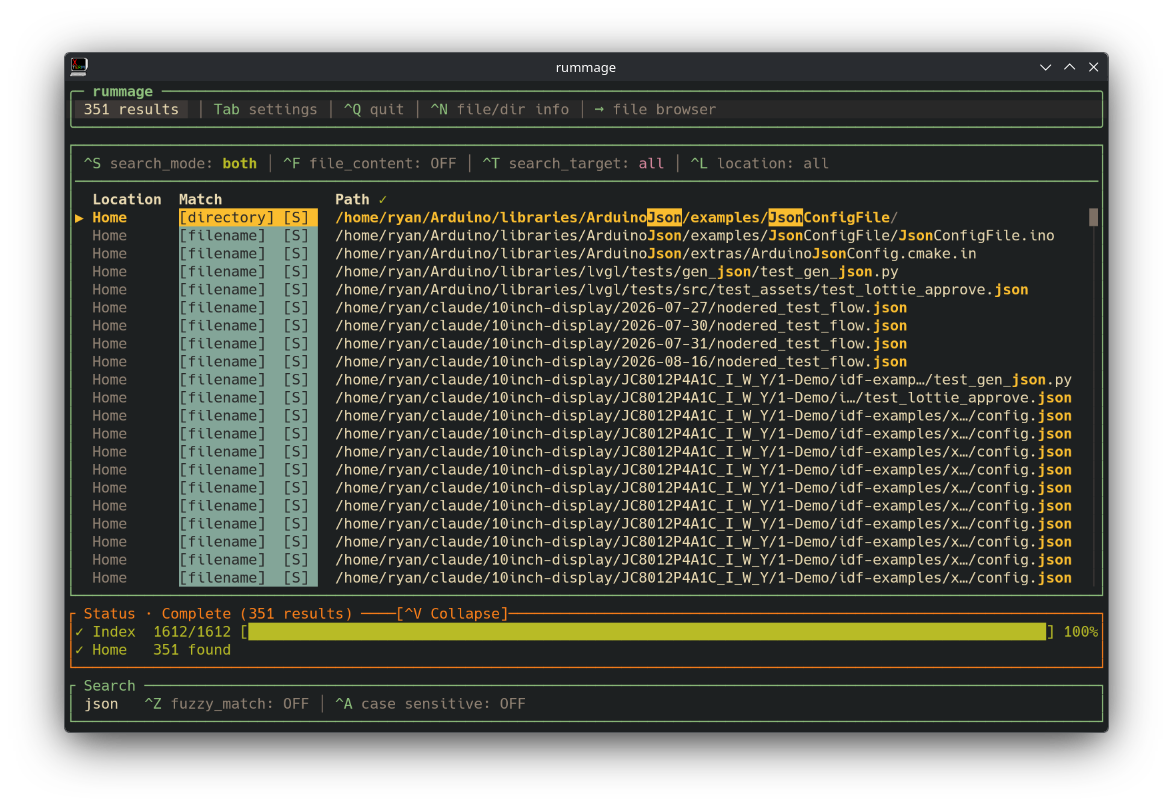 rummage
rummage
351 results │ Tab settings │ ^Q quit │ ^N file/dir info │ → file browser
^S search_mode: both │ ^F file_content: OFF │ ^T search_target: all │ ^L location: all
Location Match Path ✓
▶ Home [directory] [S] /home/ryan/Arduino/libraries/ArduinoJson/examples/JsonConfigFile/
Home [filename] [S] /home/ryan/Arduino/libraries/ArduinoJson/examples/JsonConfigFile/JsonConfigFile.ino
Home [filename] [S] /home/ryan/Arduino/libraries/ArduinoJson/extras/ArduinoJsonConfig.cmake.in
Home [filename] [S] /home/ryan/Arduino/libraries/lvgl/tests/gen_json/test_gen_json.py
Home [filename] [S] /home/ryan/Arduino/libraries/lvgl/tests/src/test_assets/test_lottie_approve.json
Home [filename] [S] /home/ryan/claude/10inch-display/2026-07-27/nodered_test_flow.json
Home [filename] [S] /home/ryan/claude/10inch-display/2026-07-30/nodered_test_flow.json
Home [filename] [S] /home/ryan/claude/10inch-display/2026-07-31/nodered_test_flow.json
Home [filename] [S] /home/ryan/claude/10inch-display/2026-08-16/nodered_test_flow.json
Home [filename] [S] /home/ryan/claude/10inch-display/JC8012P4A1C_I_W_Y/1-Demo/idf-examp…/test_gen_json.py
Home [filename] [S] /home/ryan/claude/10inch-display/JC8012P4A1C_I_W_Y/1-Demo/i…/test_lottie_approve.json
Home [filename] [S] /home/ryan/claude/10inch-display/JC8012P4A1C_I_W_Y/1-Demo/idf-examples/x…/config.json
Home [filename] [S] /home/ryan/claude/10inch-display/JC8012P4A1C_I_W_Y/1-Demo/idf-examples/x…/config.json
Home [filename] [S] /home/ryan/claude/10inch-display/JC8012P4A1C_I_W_Y/1-Demo/idf-examples/x…/config.json
Home [filename] [S] /home/ryan/claude/10inch-display/JC8012P4A1C_I_W_Y/1-Demo/idf-examples/x…/config.json
Home [filename] [S] /home/ryan/claude/10inch-display/JC8012P4A1C_I_W_Y/1-Demo/idf-examples/x…/config.json
Home [filename] [S] /home/ryan/claude/10inch-display/JC8012P4A1C_I_W_Y/1-Demo/idf-examples/x…/config.json
Home [filename] [S] /home/ryan/claude/10inch-display/JC8012P4A1C_I_W_Y/1-Demo/idf-examples/x…/config.json
Home [filename] [S] /home/ryan/claude/10inch-display/JC8012P4A1C_I_W_Y/1-Demo/idf-examples/x…/config.json
Home [filename] [S] /home/ryan/claude/10inch-display/JC8012P4A1C_I_W_Y/1-Demo/idf-examples/x…/config.json
Home [filename] [S] /home/ryan/claude/10inch-display/JC8012P4A1C_I_W_Y/1-Demo/idf-examples/x…/config.json
Status · Complete (351 results) [^V Collapse]
✓ Index 1612/1612 [ ] 100%
✓ Home 351 found
Search
json ^Z fuzzy_match: OFF │ ^A case sensitive: OFF